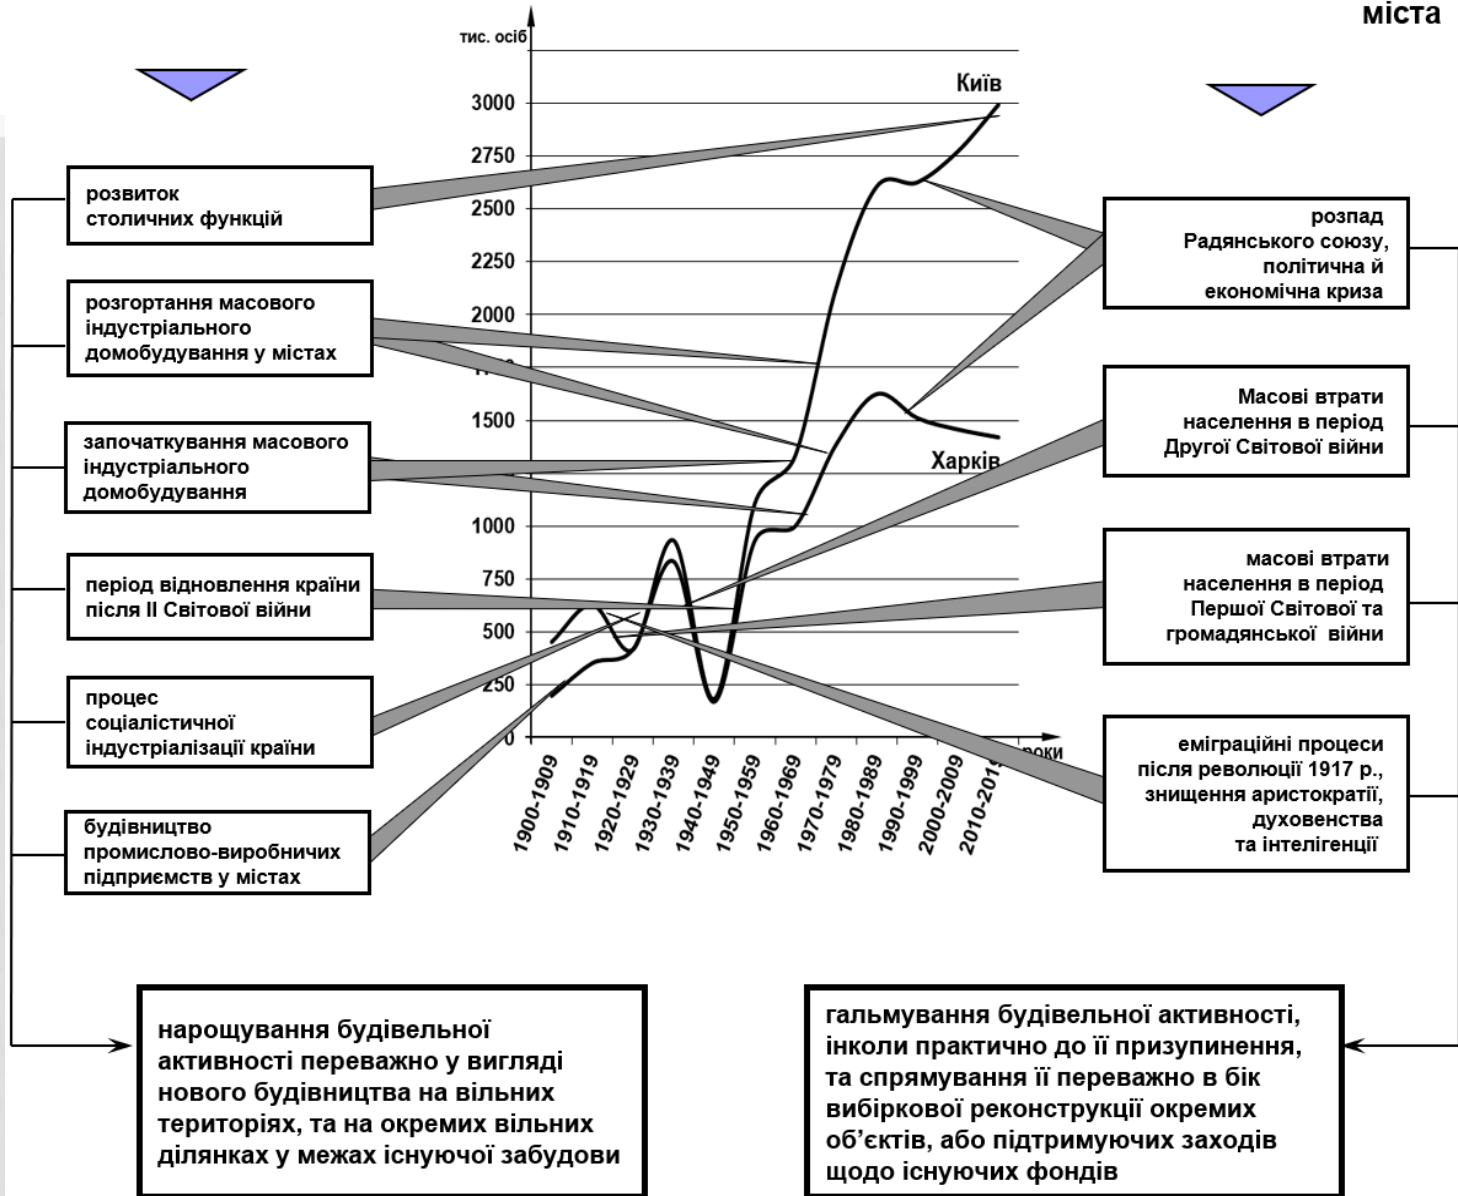 міста
тис. осіб
3000
2750
2500
2250
2000
1500
1000
750
500
250
0
Київ
Харків
роки
1900-1909
1910-1919
1920-1929
1930-1939
1940-1949
1950-1959
1960-1969
1970-1979
1980-1989
1990-1999
2000-2009
розвиток
столичних функцій
розгортання масового
індустріального
домобудування у містах
започаткування масового
індустріального
домобудування
період відновлення країни
після ІІ Світової війни
процес
соціалістичної
індустріалізації країни
будівництво
промислово-виробничих
підприємств у містах
розпад
Радянського союзу,
політична й
економічна криза
Масові втрати
населення в період
Другої Світової війни
масові втрати
населення в період
Першої Світової та
громадянської війни
еміграційні процеси
після революції 1917 р.,
знищення аристократії,
духовенства
та інтелігенції
нарощування будівельної
активності переважно у вигляді
нового будівництва на вільних
територіях, та на окремих вільних
ділянках у межах існуючої забудови
гальмування будівельної активності,
інколи практично до її призупинення,
та спрямування її переважно в бік
вибіркової реконструкції окремих
об’єктів, або підтримуючих заходів
щодо існуючих фондів